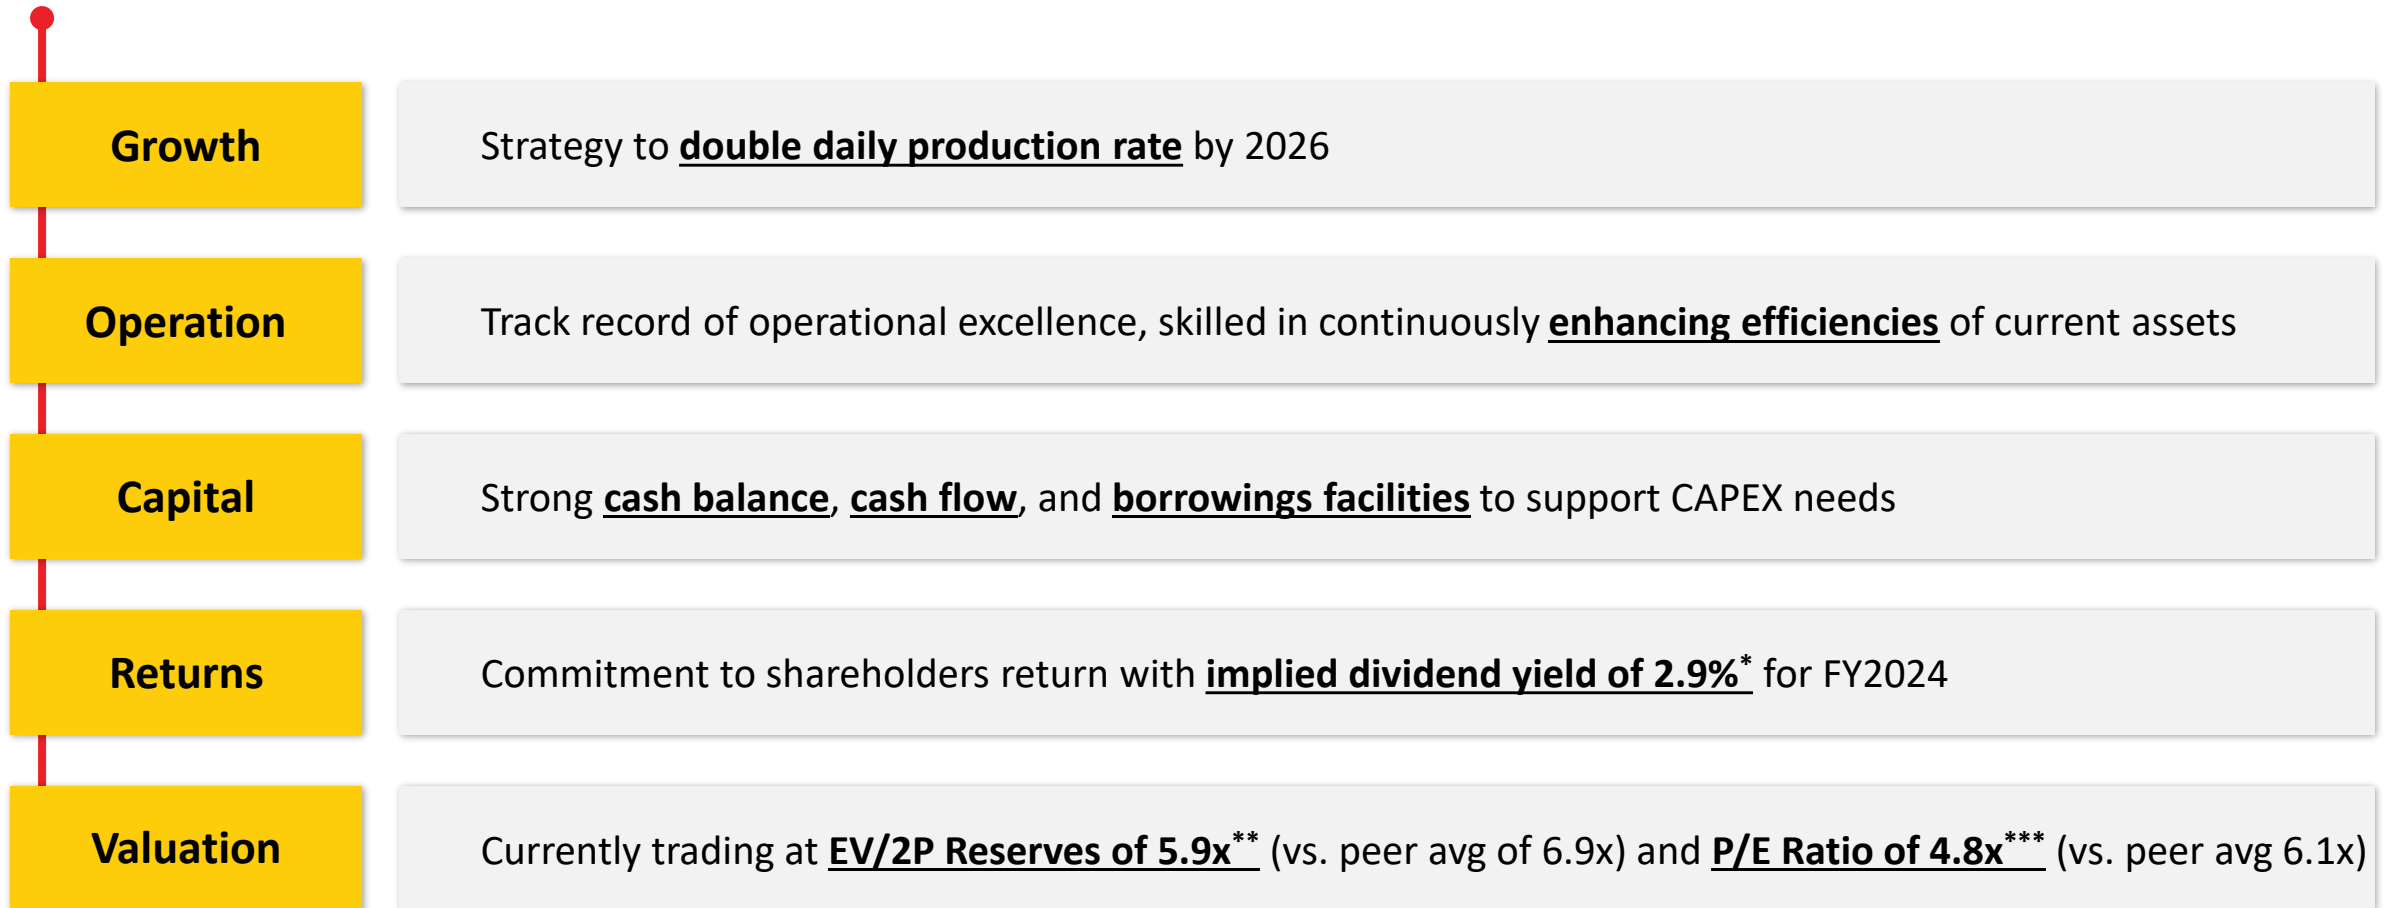 Growth
Strategy to double daily production rate by 2026
Operation
Track record of operational excellence, skilled in continuously enhancing efficiencies of current assets
Capital
Strong cash balance, cash flow, and borrowings facilities to support CAPEX needs
Returns
Commitment to shareholders return with implied dividend yield of 2.9%* for FY2024
Valuation
Currently trading at EV/2P Reserves of 5.9x** (vs. peer avg of 6.9x) and P/E Ratio of 4.8x*** (vs. peer avg 6.1x)